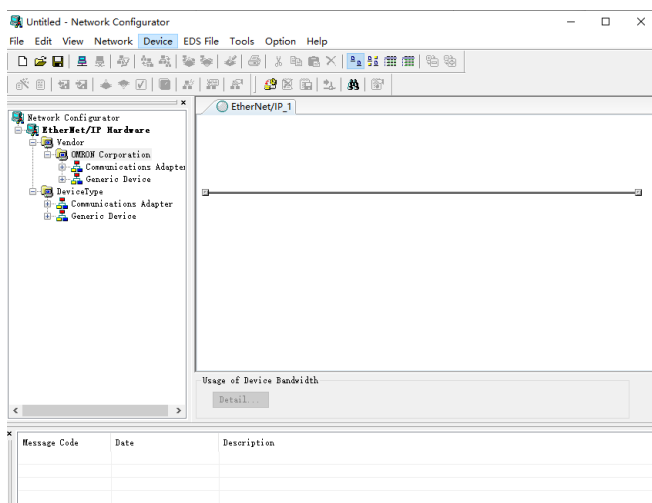 Untitled - Network Configurator
File Edit View Network Device EDS File Tools Option Help
EtherNet/IP_1
Network Configurator
EtherNet/IP Hardware
Vendor
OMRON Corporation
Communications Adapter
Generic Device
DeviceType
Communications Adapter
Generic Device
Usage of Device Bandwidth
Detail...
Message Code Date Description